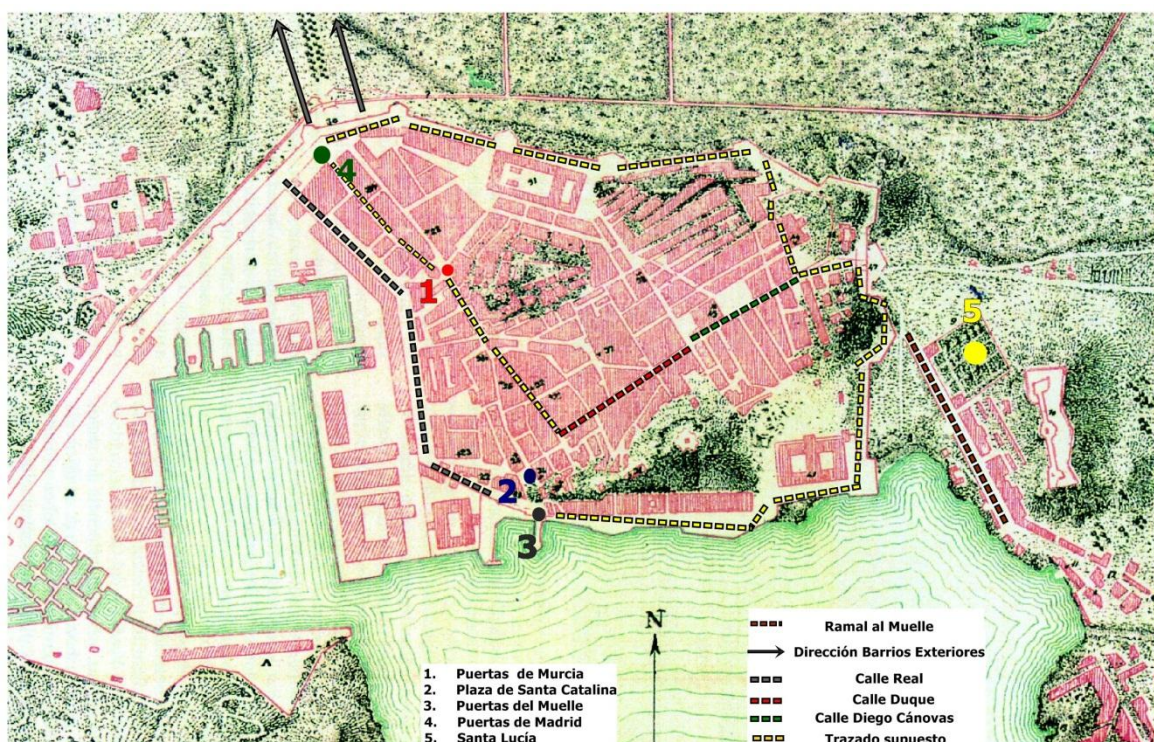 4
1
5
2
3
N
1. Puertas de Murcia
2. Plaza de Santa Catalina
3. Puertas del Muelle
4. Puertas de Madrid
5. Santa Lucía
Ramal al Muelle
Dirección Barrios Exteriores
Calle Real
Calle Duque
Calle Diego Cánovas
Trazado supuesto